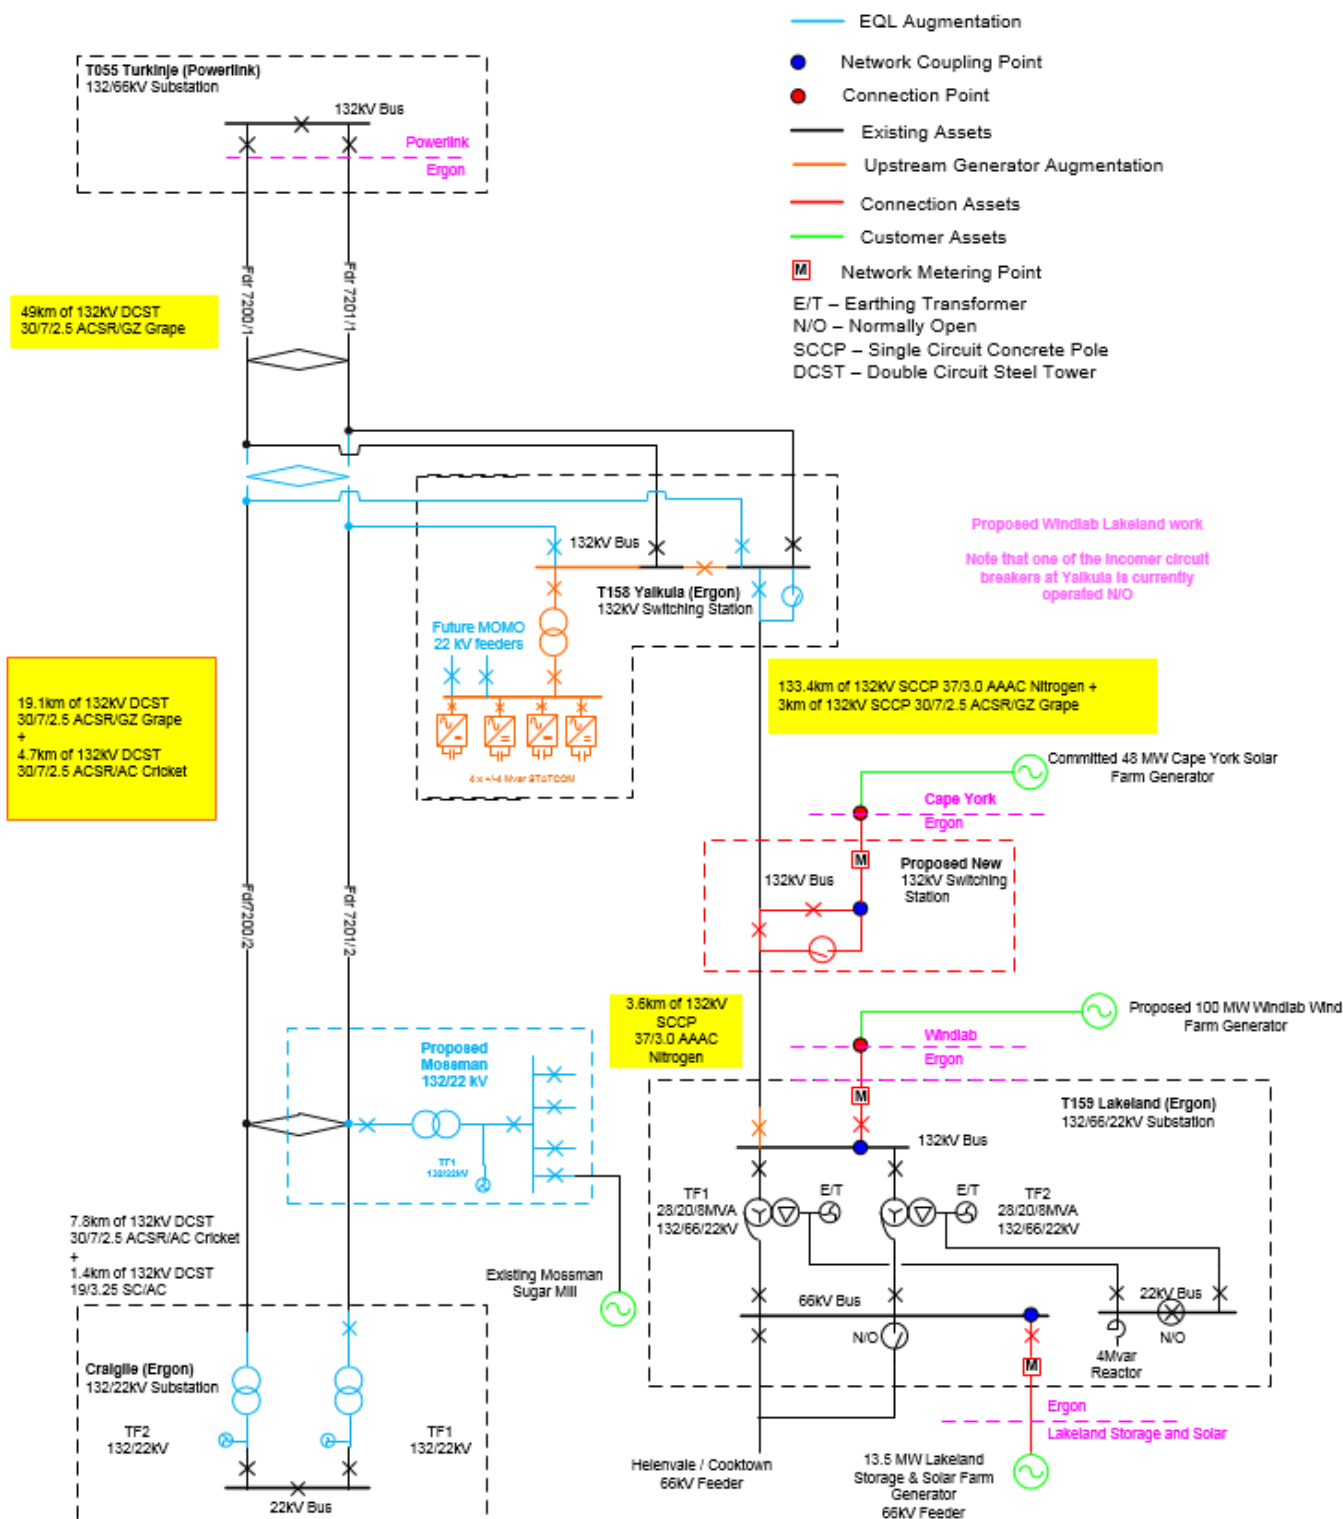 EQL Augmentation
Network Coupling Point
Connection Point
Existing Assets
Upstream Generator Augmentation
Connection Assets
Customer Assets
M Network Metering Point
E/T – Earthing Transformer
N/O – Normally Open
SCCP – Single Circuit Concrete Pole
DCST – Double Circuit Steel Tower
T055 Turkinje (Powerlink)
132/66kV Substation
132kV Bus
Powerlink
Ergon
Fdr 7200/1
Fdr 7201/1
49km of 132kV DCST
30/7/2.5 ACSR/GZ Grape
Proposed Windlab Lakeland work
Note that one of the incomer circuit
breakers at Yalkula is currently
operated N/O
132kV Bus
T158 Yalkula (Ergon)
132kV Switching Station
Future MOMO
22 kV feeders
4 x +/-4 Mvar STATCOM
19.1km of 132kV DCST
30/7/2.5 ACSR/GZ Grape
+
4.7km of 132kV DCST
30/7/2.5 ACSR/AC Cricket
133.4km of 132kV SCCP 37/3.0 AAAC Nitrogen +
3km of 132kV SCCP 30/7/2.5 ACSR/GZ Grape
Committed 48 MW Cape York Solar
Farm Generator
Cape York
Ergon
M
Proposed New
132kV Switching
Station
132kV Bus
Fdr7200/2
Fdr 7201/2
3.6km of 132kV
SCCP
37/3.0 AAAC
Nitrogen
Proposed 100 MW Windlab Wind
Farm Generator
Windlab
Ergon
M
T159 Lakeland (Ergon)
132/66/22kV Substation
132kV Bus
Proposed
Mossman
132/22 kV
TF1
132/22kV
TF1
28/20/8MVA
132/66/22kV
E/T
E/T
TF2
28/20/8MVA
132/66/22kV
7.8km of 132kV DCST
30/7/2.5 ACSR/AC Cricket
+
1.4km of 132kV DCST
19/3.25 SC/AC
Existing Mossman
Sugar Mill
66kV Bus
N/O
22kV Bus
N/O
4Mvar
Reactor
M
Ergon
Lakeland Storage and Solar
Craiglie (Ergon)
132/22kV Substation
TF2
132/22kV
TF1
132/22kV
22kV Bus
Helenvale / Cooktown
66kV Feeder
13.5 MW Lakeland
Storage & Solar Farm
Generator
66kV Feeder